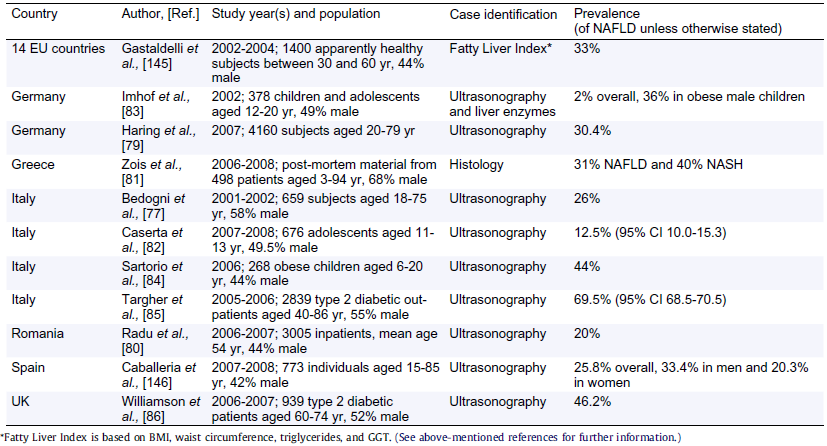 Country Author, [Ref.] Study year(s) and population Case identification Prevalence
(of NAFLD unless otherwise stated)
14 EU countries Gastaldelli et 2002-2004; 1400 apparently healthy Fatty Liver Index* 33%
al., [145] subjects between 30 and 60 yr, 44%
male
Germany Imhof et al., 2002; 378 children and adolescents Ultrasonography 2% overall, 36% in obese male children
[83] aged 12-20 yr, 49% male and liver enzymes
Germany Haring et al., 2007; 4160 subjects aged 20-79 yr Ultrasonography 30.4%
[79]
Greece Zois et al., 2006-2008; post-mortem material from Histology 31% NAFLD and 40% NASH
[81] 498 patients aged 3-94 yr, 68% male
Italy Bedogni et 2001-2002; 659 subjects aged 18-75 Ultrasonography 26%
al., [77] yr, 58% male
Italy Caserta et 2007-2008; 676 adolescents aged 11- Ultrasonography 12.5% (95% CI 10.0-15.3)
al., [82] 13 yr, 49.5% male
Italy Sartorio et 2006; 268 obese children aged 6-20 Ultrasonography 44%
al., [84] yr, 44% male
Italy Targher et 2005-2006; 2839 type 2 diabetic out- Ultrasonography 69.5% (95% CI 68.5-70.5)
al., [85] patients aged 40-86 yr, 55% male
Romania Radu et al., 2006-2007; 3005 inpatients, mean age Ultrasonography 20%
[80] 54 yr, 44% male
Spain Caballeria et 2007-2008; 773 individuals aged 15-85 Ultrasonography 25.8% overall, 33.4% in men and 20.3%
al., [146] yr, 42% male in women
UK Williamson et 2006-2007; 939 type 2 diabetic Ultrasonography 46.2%
al., [86] patients aged 60-74 yr, 52% male
*Fatty Liver Index is based on BMI, waist circumference, triglycerides, and GGT. (See above-mentioned references for further information.)